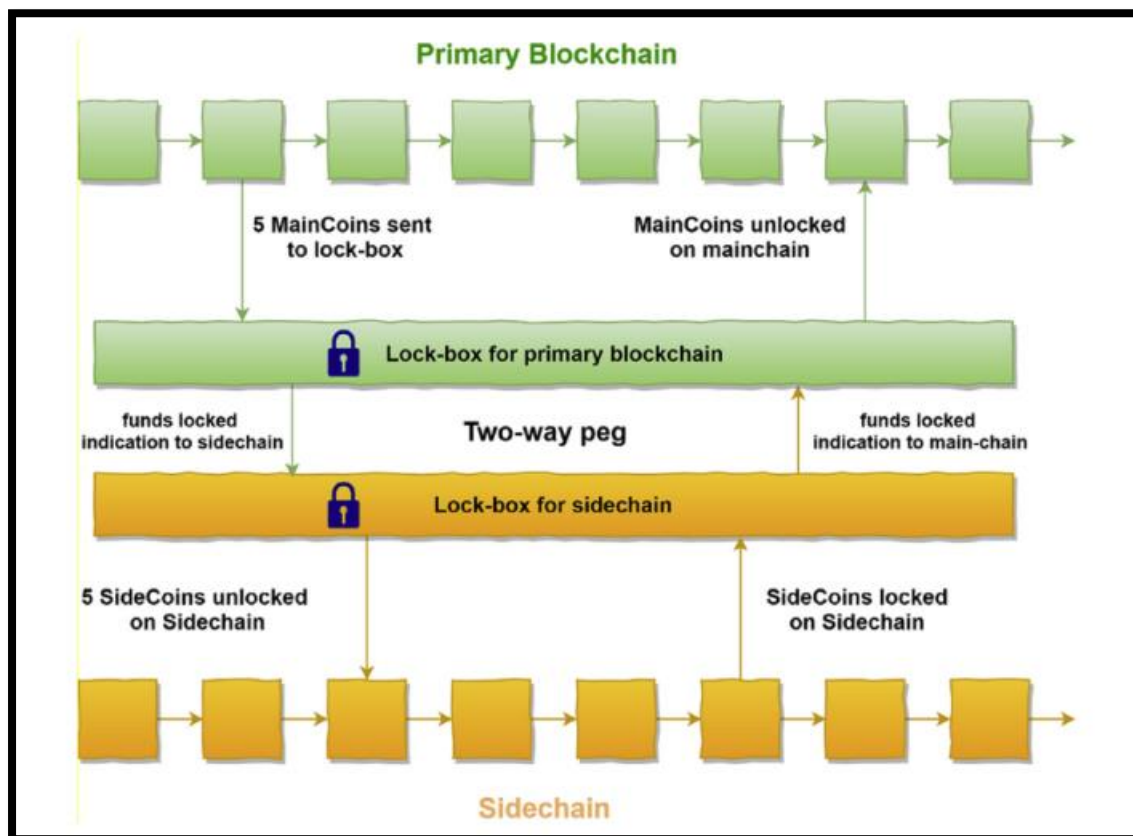 Primary Blockchain
5 MainCoins sent
to lock-box
MainCoins unlocked
on mainchain
Lock-box for primary blockchain
funds locked
indication to sidechain
Two-way peg
funds locked
indication to main-chain
Lock-box for sidechain
5 SideCoins unlocked
on Sidechain
SideCoins locked
on Sidechain
Sidechain